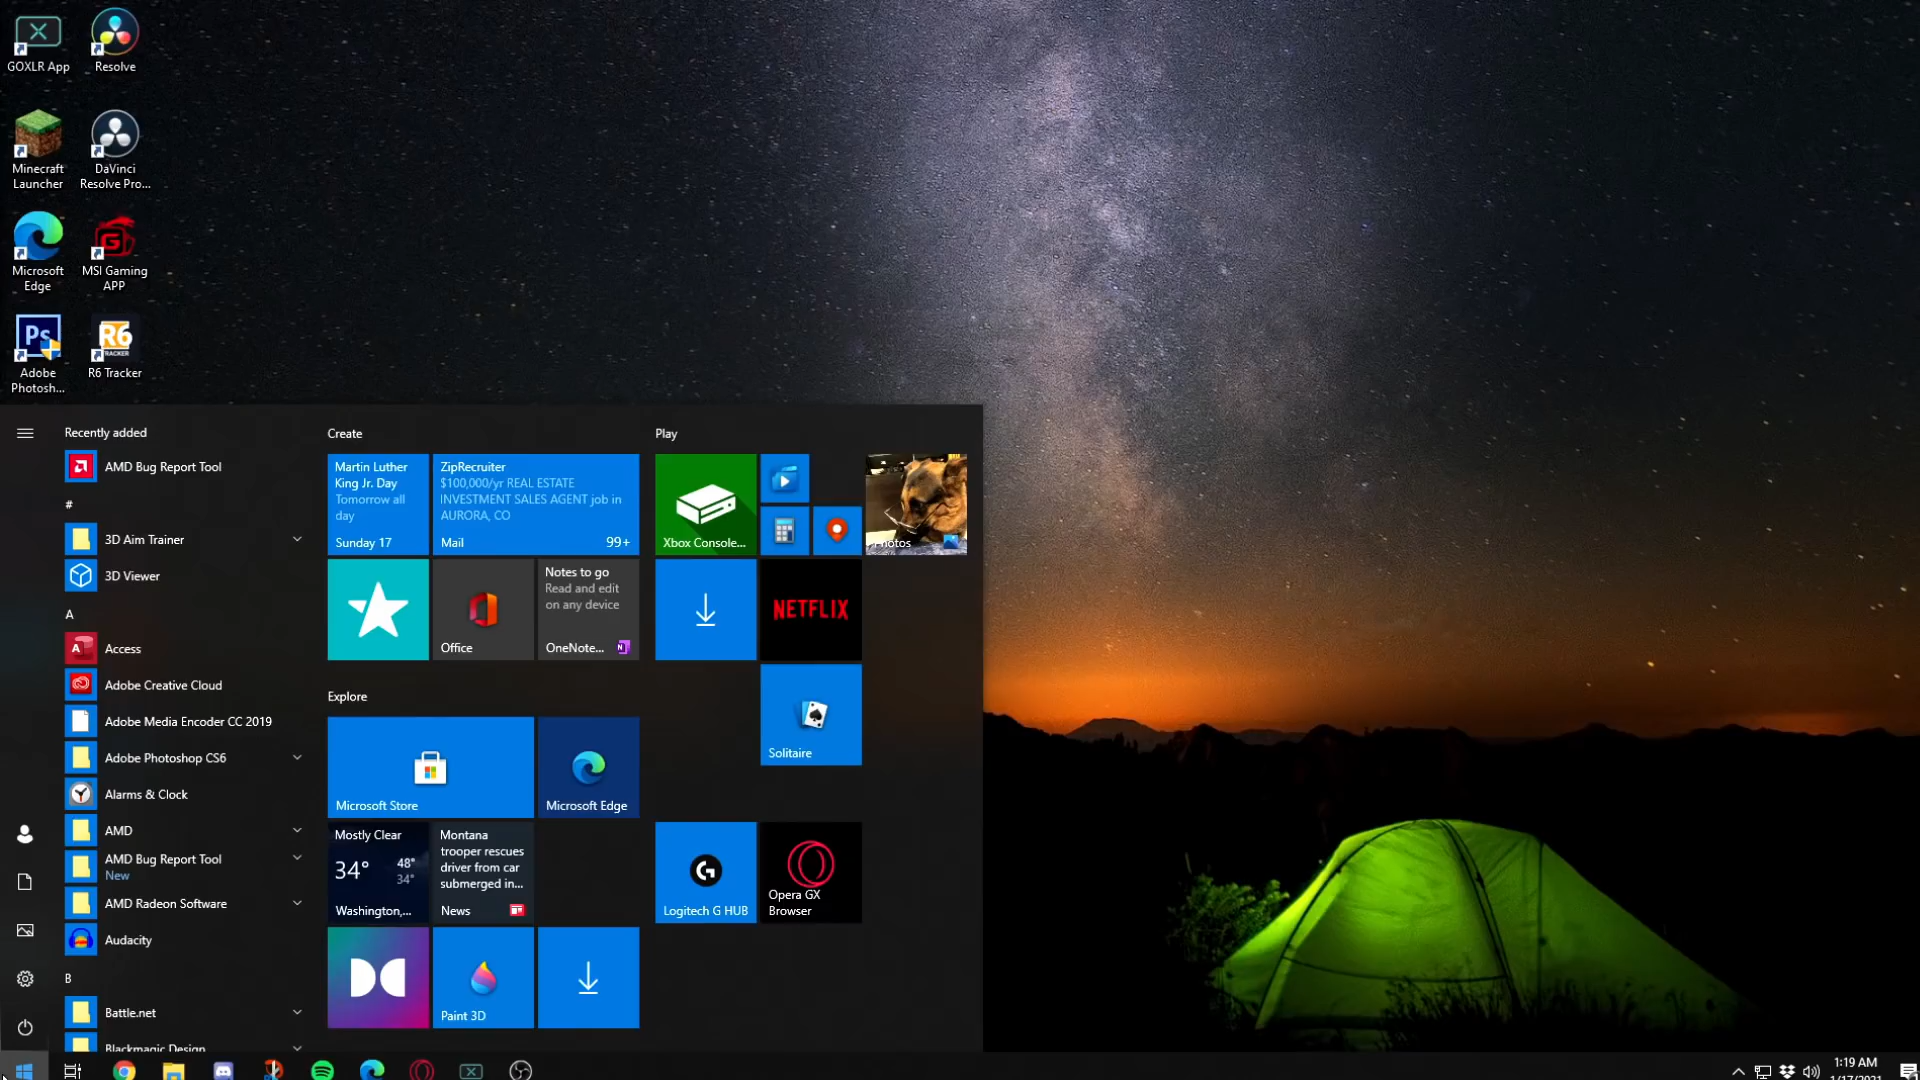 GOXLR App
Resolve
Minecraft
Launcher
DaVinci
Resolve Pro...
Microsoft
Edge
MSI Gaming
APP
Ps
Adobe
Photosh...
R6
TRACKER
R6 Tracker
Recently added
AMD Bug Report Tool
#
3D Aim Trainer
3D Viewer
A
Access
Adobe Creative Cloud
Adobe Media Encoder CC 2019
Adobe Photoshop CS6
Alarms & Clock
AMD
AMD Bug Report Tool
New
AMD Radeon Software
Audacity
B
Battle.net
Blackmagic Design
Create
Martin Luther
King Jr. Day
Tomorrow all
day
Sunday 17
ZipRecruiter
$100,000/yr REAL ESTATE
INVESTMENT SALES AGENT job in
AURORA, CO
Mail
99+
Office
Notes to go
Read and edit
on any device
OneNote...
Explore
Microsoft Store
Microsoft Edge
Mostly Clear
34°
48°
34°
Washington,...
Montana
trooper rescues
driver from car
submerged in...
News
Paint 3D
Play
Xbox Console...
Photos
NETFLIX
Solitaire
Logitech G HUB
Opera GX
Browser
1:19 AM
1/17/2021